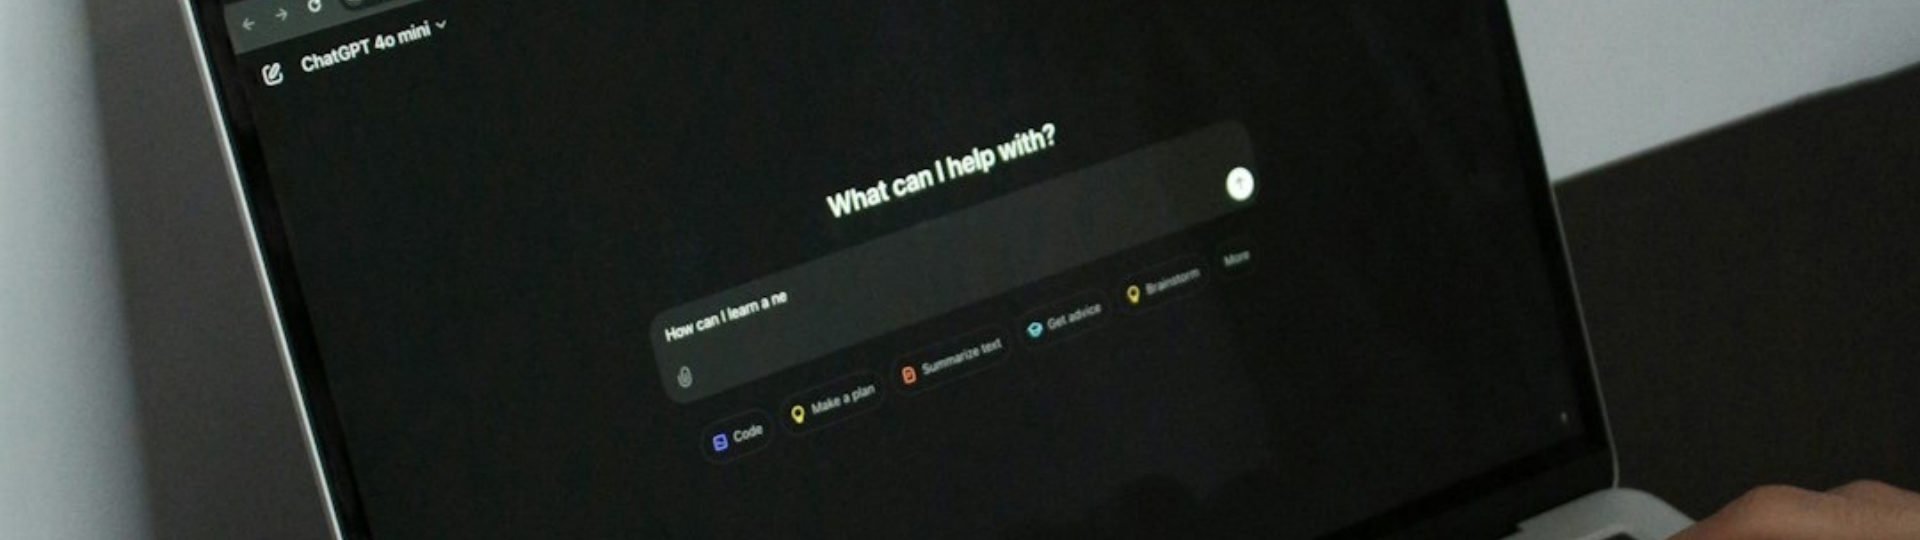 ChatGPT 4o mini
What can I help with?
How can I learn a ne
Code
Make a plan
Summarize text
Get advice
Brainstorm
More